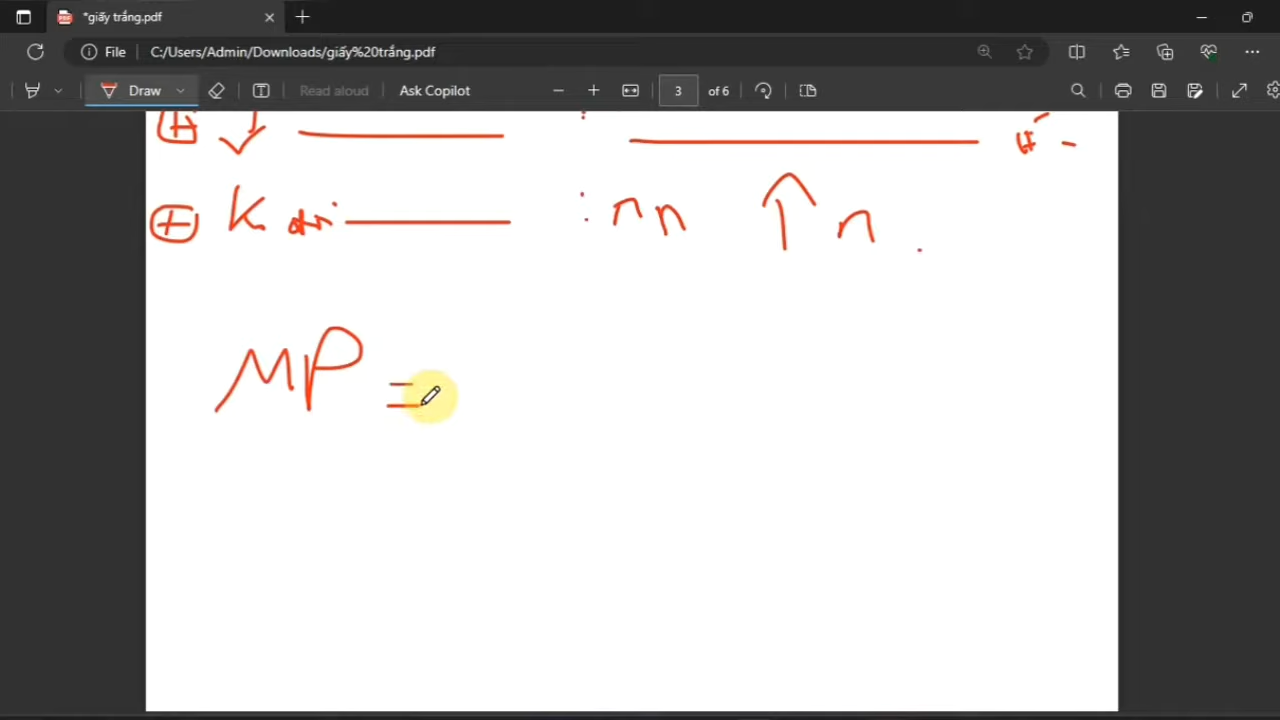 *giấy trắng.pdf
File C:/Users/Admin/Downloads/giấy%20trắng.pdf
Draw Read aloud Ask Copilot 3 of 6
⊕ ↓ :
⊕ K : n n ↑ n .
MP =